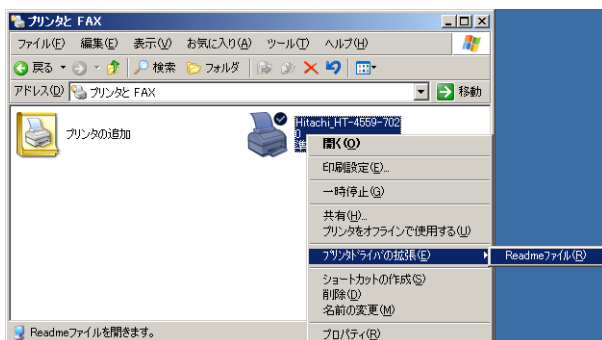 プリンタと FAX
ファイル(F) 編集(E) 表示(V) お気に入り(A) ツール(T) ヘルプ(H)
戻る 検索 フォルダ
アドレス(D) プリンタと FAX 移動
プリンタの追加
Hitachi_HT-4559-702
0
準
開く(O)
印刷設定(E)...
一時停止(G)
共有(H)...
プリンタをオフラインで使用する(U)
プリンタドライバの拡張(E)
Readmeファイル(R)
ショートカットの作成(S)
削除(D)
名前の変更(M)
プロパティ(R)
Readmeファイルを開きます。